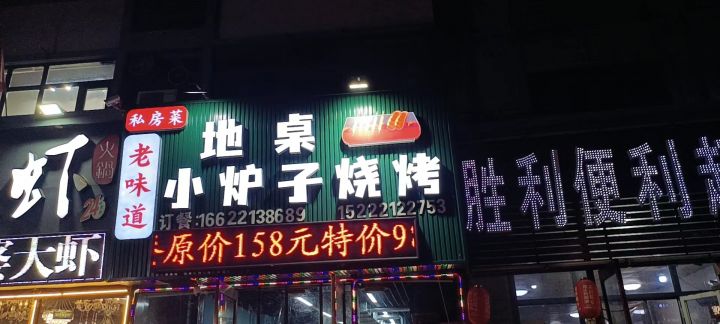 虾
火锅
大虾
私房菜
老味道
地桌
小炉子烧烤
订餐:16622138689 15222122753
原价158元特价9
胜利便利